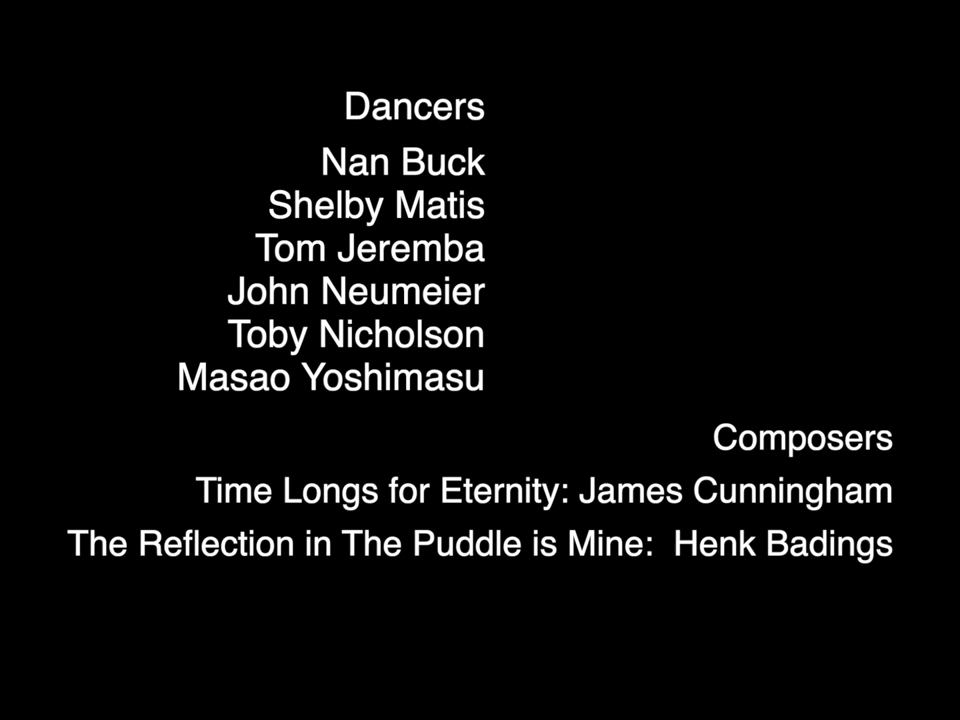 Dancers
Nan Buck
Shelby Matis
Tom Jeremba
John Neumeier
Toby Nicholson
Masao Yoshimasu
Composers
Time Longs for Eternity: James Cunningham
The Reflection in The Puddle is Mine:  Henk Badings